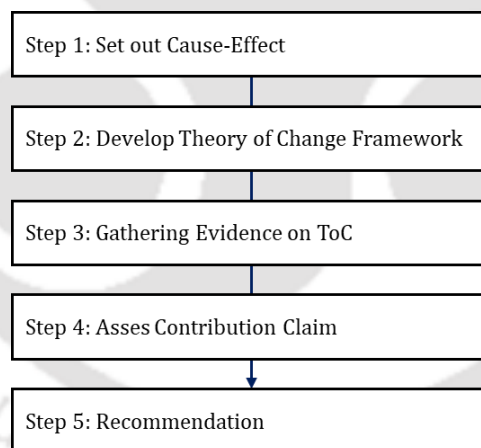 Step 1: Set out Cause-Effect
Step 2: Develop Theory of Change Framework
Step 3: Gathering Evidence on ToC
Step 4: Asses Contribution Claim
Step 5: Recommendation